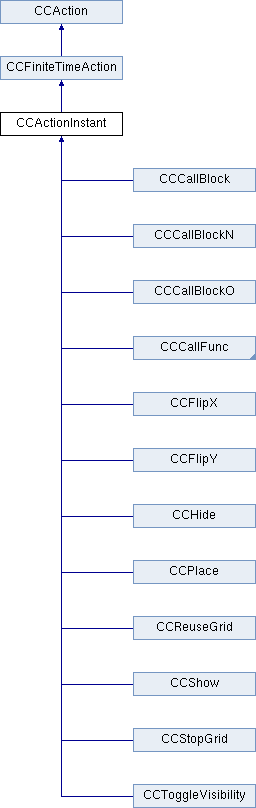 CCAction
CCFiniteTimeAction
CCActionInstant
CCCallBlock
CCCallBlockN
CCCallBlockO
CCCallFunc
CCFlipX
CCFlipY
CCHide
CCPlace
CCReuseGrid
CCShow
CCStopGrid
CCToggleVisibility